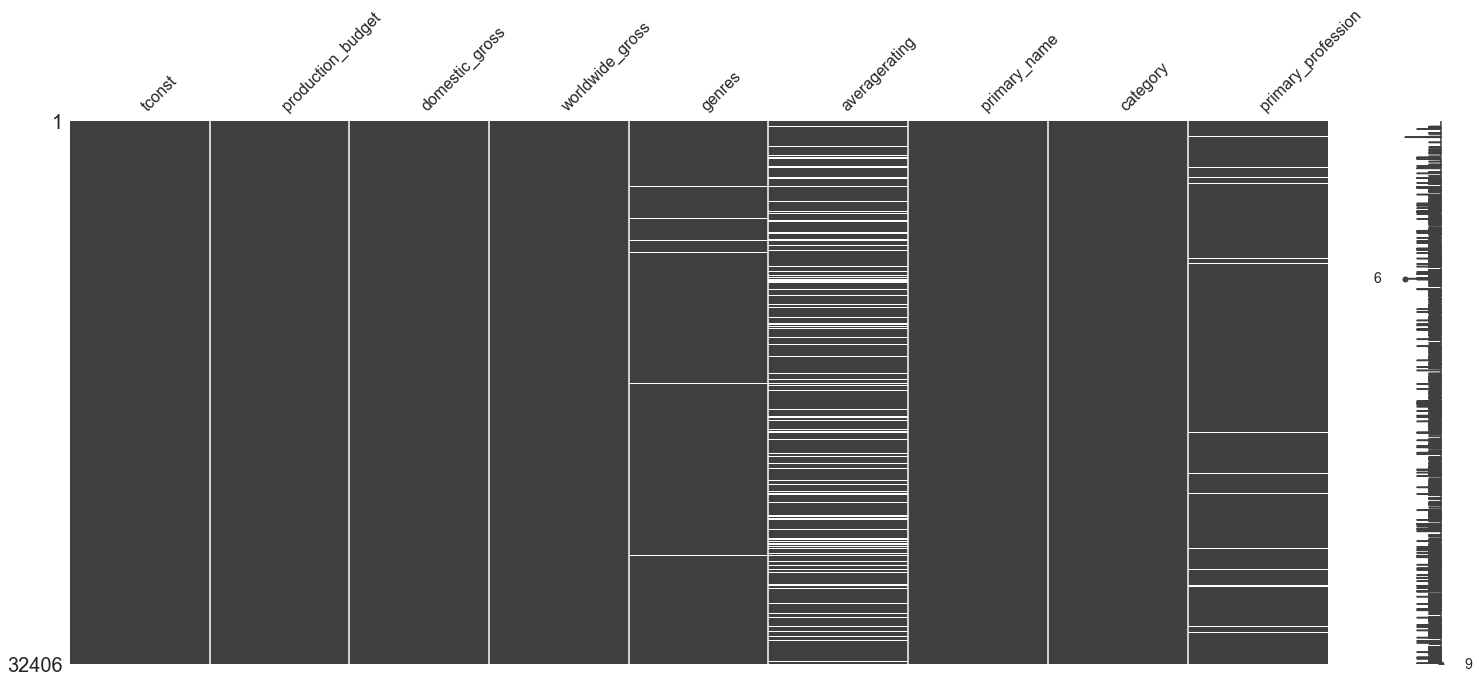 tconst
production_budget
domestic_gross
worldwide_gross
genres
averagerating
primary_name
category
primary_profession
1
6
32406
9